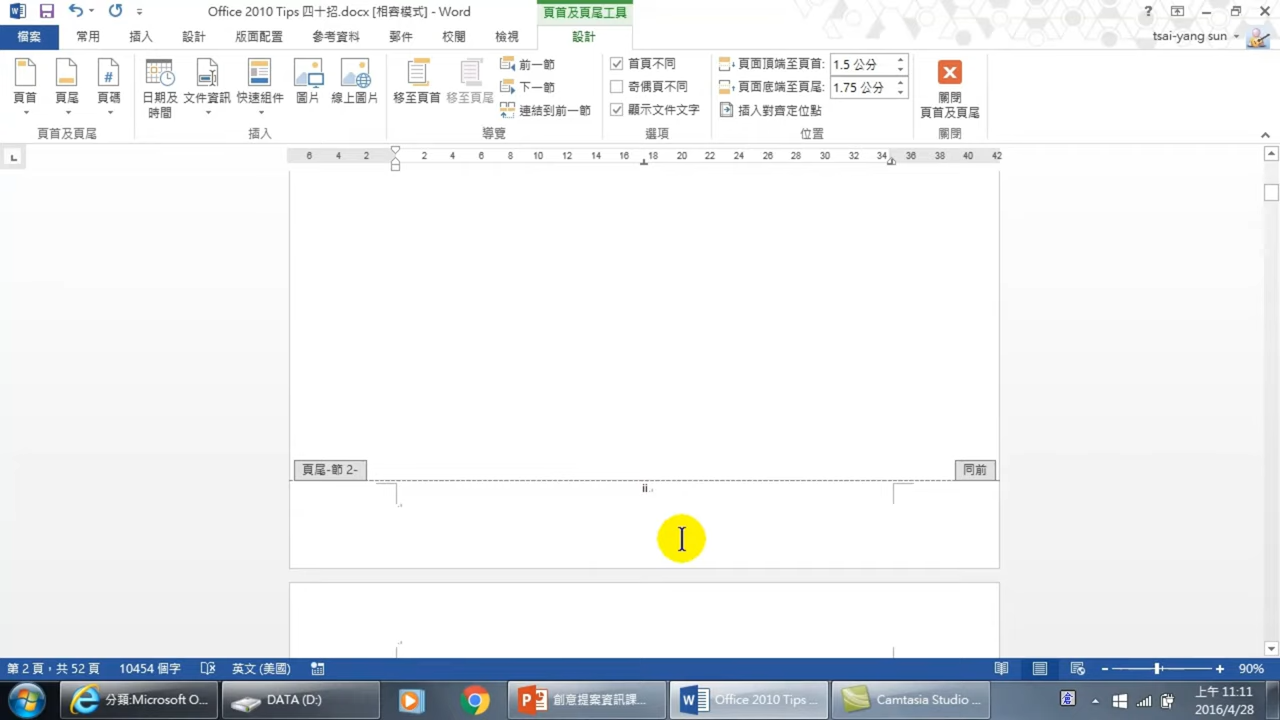 Office 2010 Tips 四十招.docx [相容模式] - Word
頁首及頁尾工具
檔案
常用
插入
設計
版面配置
參考資料
郵件
校閱
檢視
設計
tsai-yang sun
頁首
頁尾
頁碼
頁首及頁尾
日期及時間
文件資訊
快速組件
圖片
線上圖片
插入
移至頁首
移至頁尾
前一節
下一節
連結到前一節
導覽
首頁不同
奇偶頁不同
顯示文件文字
選項
頁面頂端至頁首: 1.5 公分
頁面底端至頁尾: 1.75 公分
插入對齊定位點
位置
關閉
頁首及頁尾
關閉
6 4 2 2 4 6 8 10 12 14 16 18 20 22 24 26 28 30 32 34 36 38 40 42
頁尾-節 2-
同前
ii
第 2 頁，共 52 頁
10454 個字
英文 (美國)
90%
分類:Microsoft O...
DATA (D:)
創意提案資訊課...
Office 2010 Tips ...
Camtasia Studio ...
上午 11:11
2016/4/28